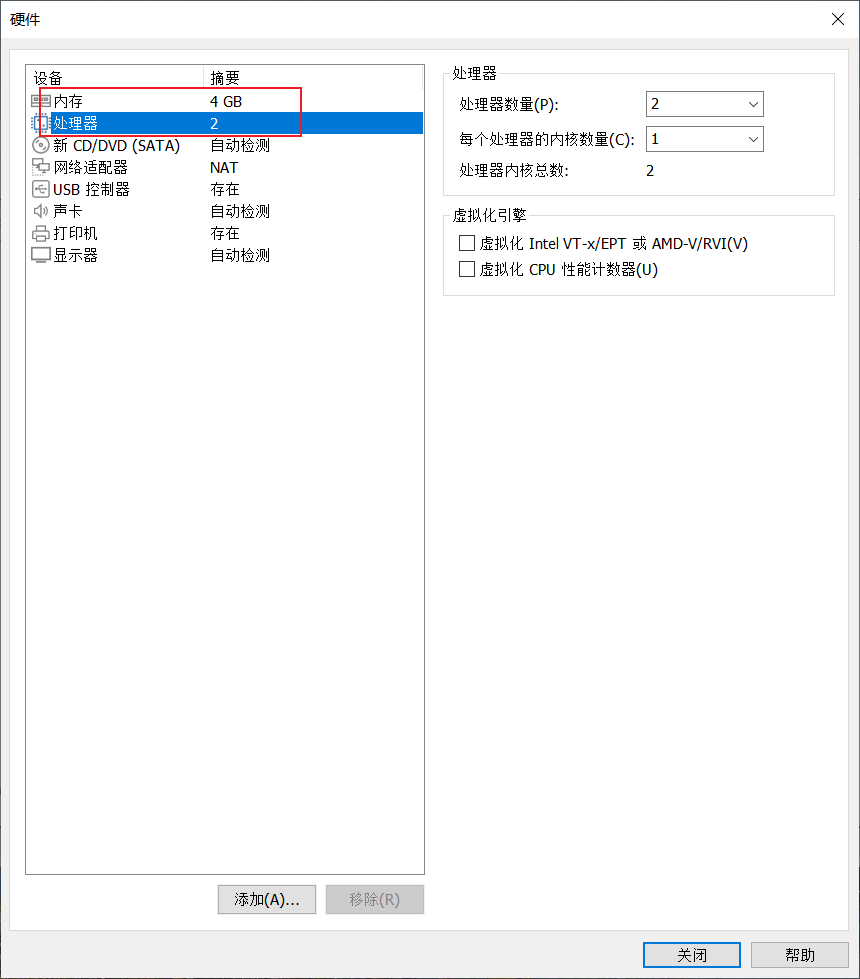 硬件
设备 摘要
内存 4 GB
处理器 2
新 CD/DVD (SATA) 自动检测
网络适配器 NAT
USB 控制器 存在
声卡 自动检测
打印机 存在
显示器 自动检测
添加(A)... 移除(R)
处理器
处理器数量(P): 2
每个处理器的内核数量(C): 1
处理器内核总数: 2
虚拟化引擎
虚拟化 Intel VT-x/EPT 或 AMD-V/RVI(V)
虚拟化 CPU 性能计数器(U)
关闭 帮助